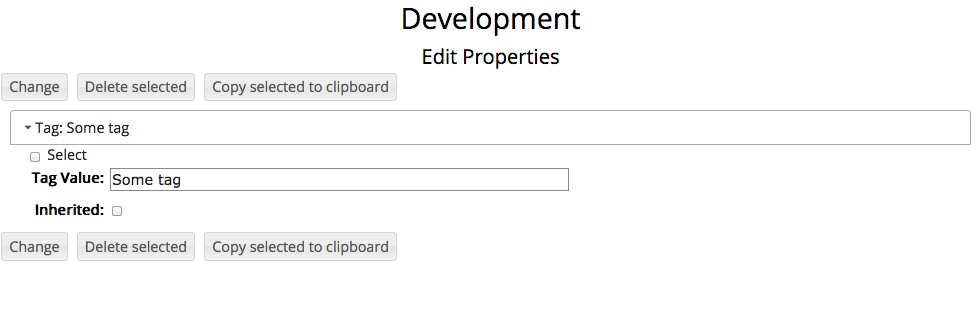 Development
Edit Properties
Change Delete selected Copy selected to clipboard
Tag: Some tag
Select
Tag Value: Some tag
Inherited:
Change Delete selected Copy selected to clipboard